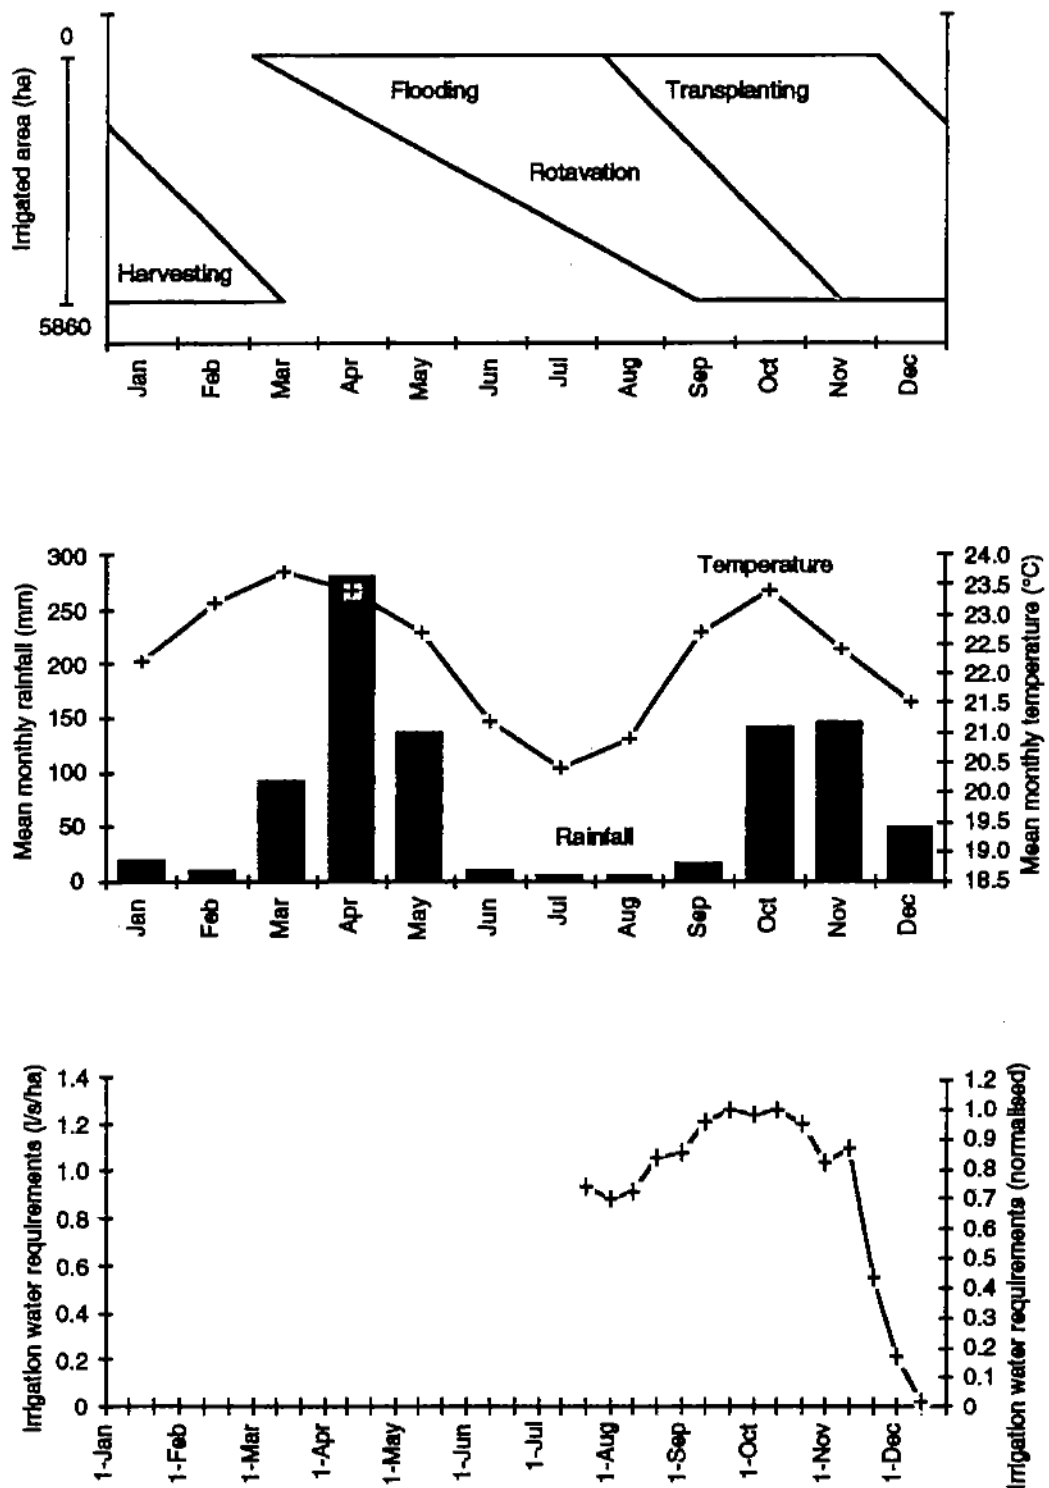 Irrigated area (ha)
0
5860
Flooding
Transplanting
Rotavation
Harvesting
Jan
Feb
Mar
Apr
May
Jun
Jul
Aug
Sep
Oct
Nov
Dec
Mean monthly rainfall (mm)
300
250
200
150
100
50
0
Temperature
Rainfall
24.0
23.5
23.0
22.5
22.0
21.5
21.0
20.5
20.0
19.5
19.0
18.5
Mean monthly temperature (°C)
Jan
Feb
Mar
Apr
May
Jun
Jul
Aug
Sep
Oct
Nov
Dec
Irrigation water requirements (l/s/ha)
1.4
1.2
1.0
0.8
0.6
0.4
0.2
0
1.2
1.0
0.9
0.8
0.7
0.6
0.5
0.4
0.3
0.2
0.1
0
Irrigation water requirements (normalised)
1-Jan
1-Feb
1-Mar
1-Apr
1-May
1-Jun
1-Jul
1-Aug
1-Sep
1-Oct
1-Nov
1-Dec